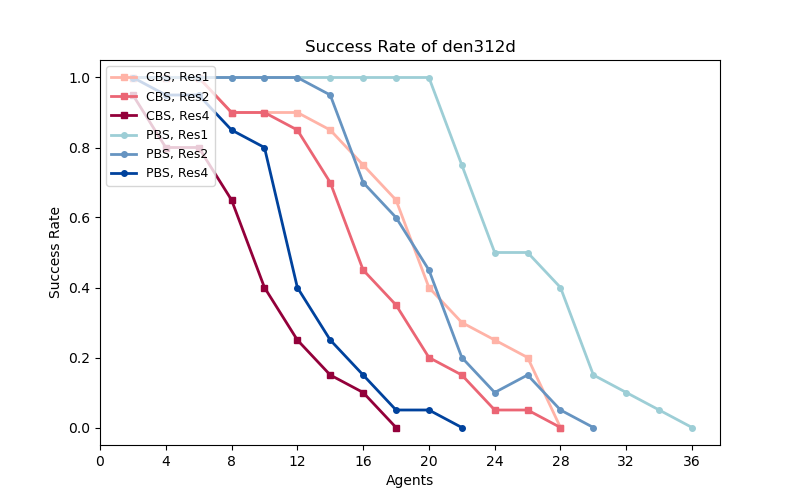 Success Rate of den312d
CBS, Res1
CBS, Res2
CBS, Res4
PBS, Res1
PBS, Res2
PBS, Res4
Success Rate
1.0
0.8
0.6
0.4
0.2
0.0
0 4 8 12 16 20 24 28 32 36
Agents